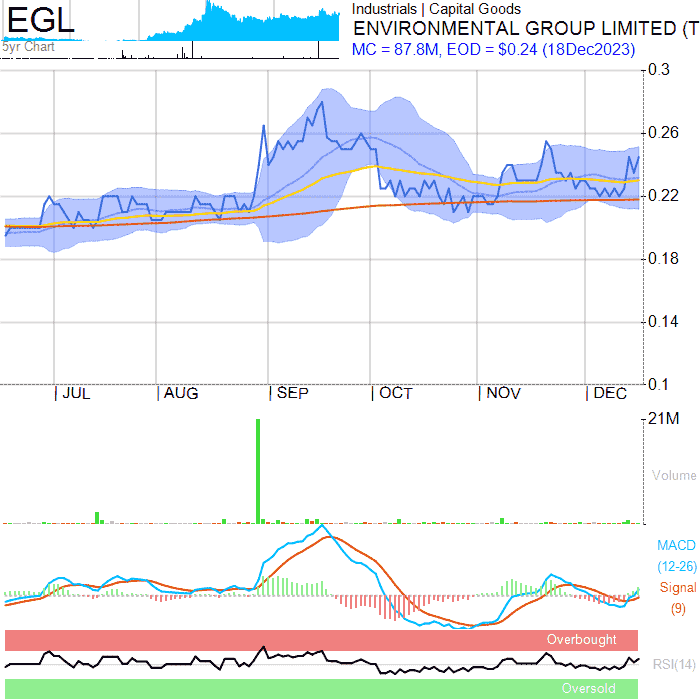 EGL
5yr Chart
Industrials | Capital Goods
ENVIRONMENTAL GROUP LIMITED (T
MC = 87.8M, EOD = $0.24 (18Dec2023)
0.3
0.26
0.22
0.18
0.14
0.1
JUL AUG SEP OCT NOV DEC
21M
Volume
MACD
(12-26)
Signal
(9)
Overbought
RSI(14)
Oversold